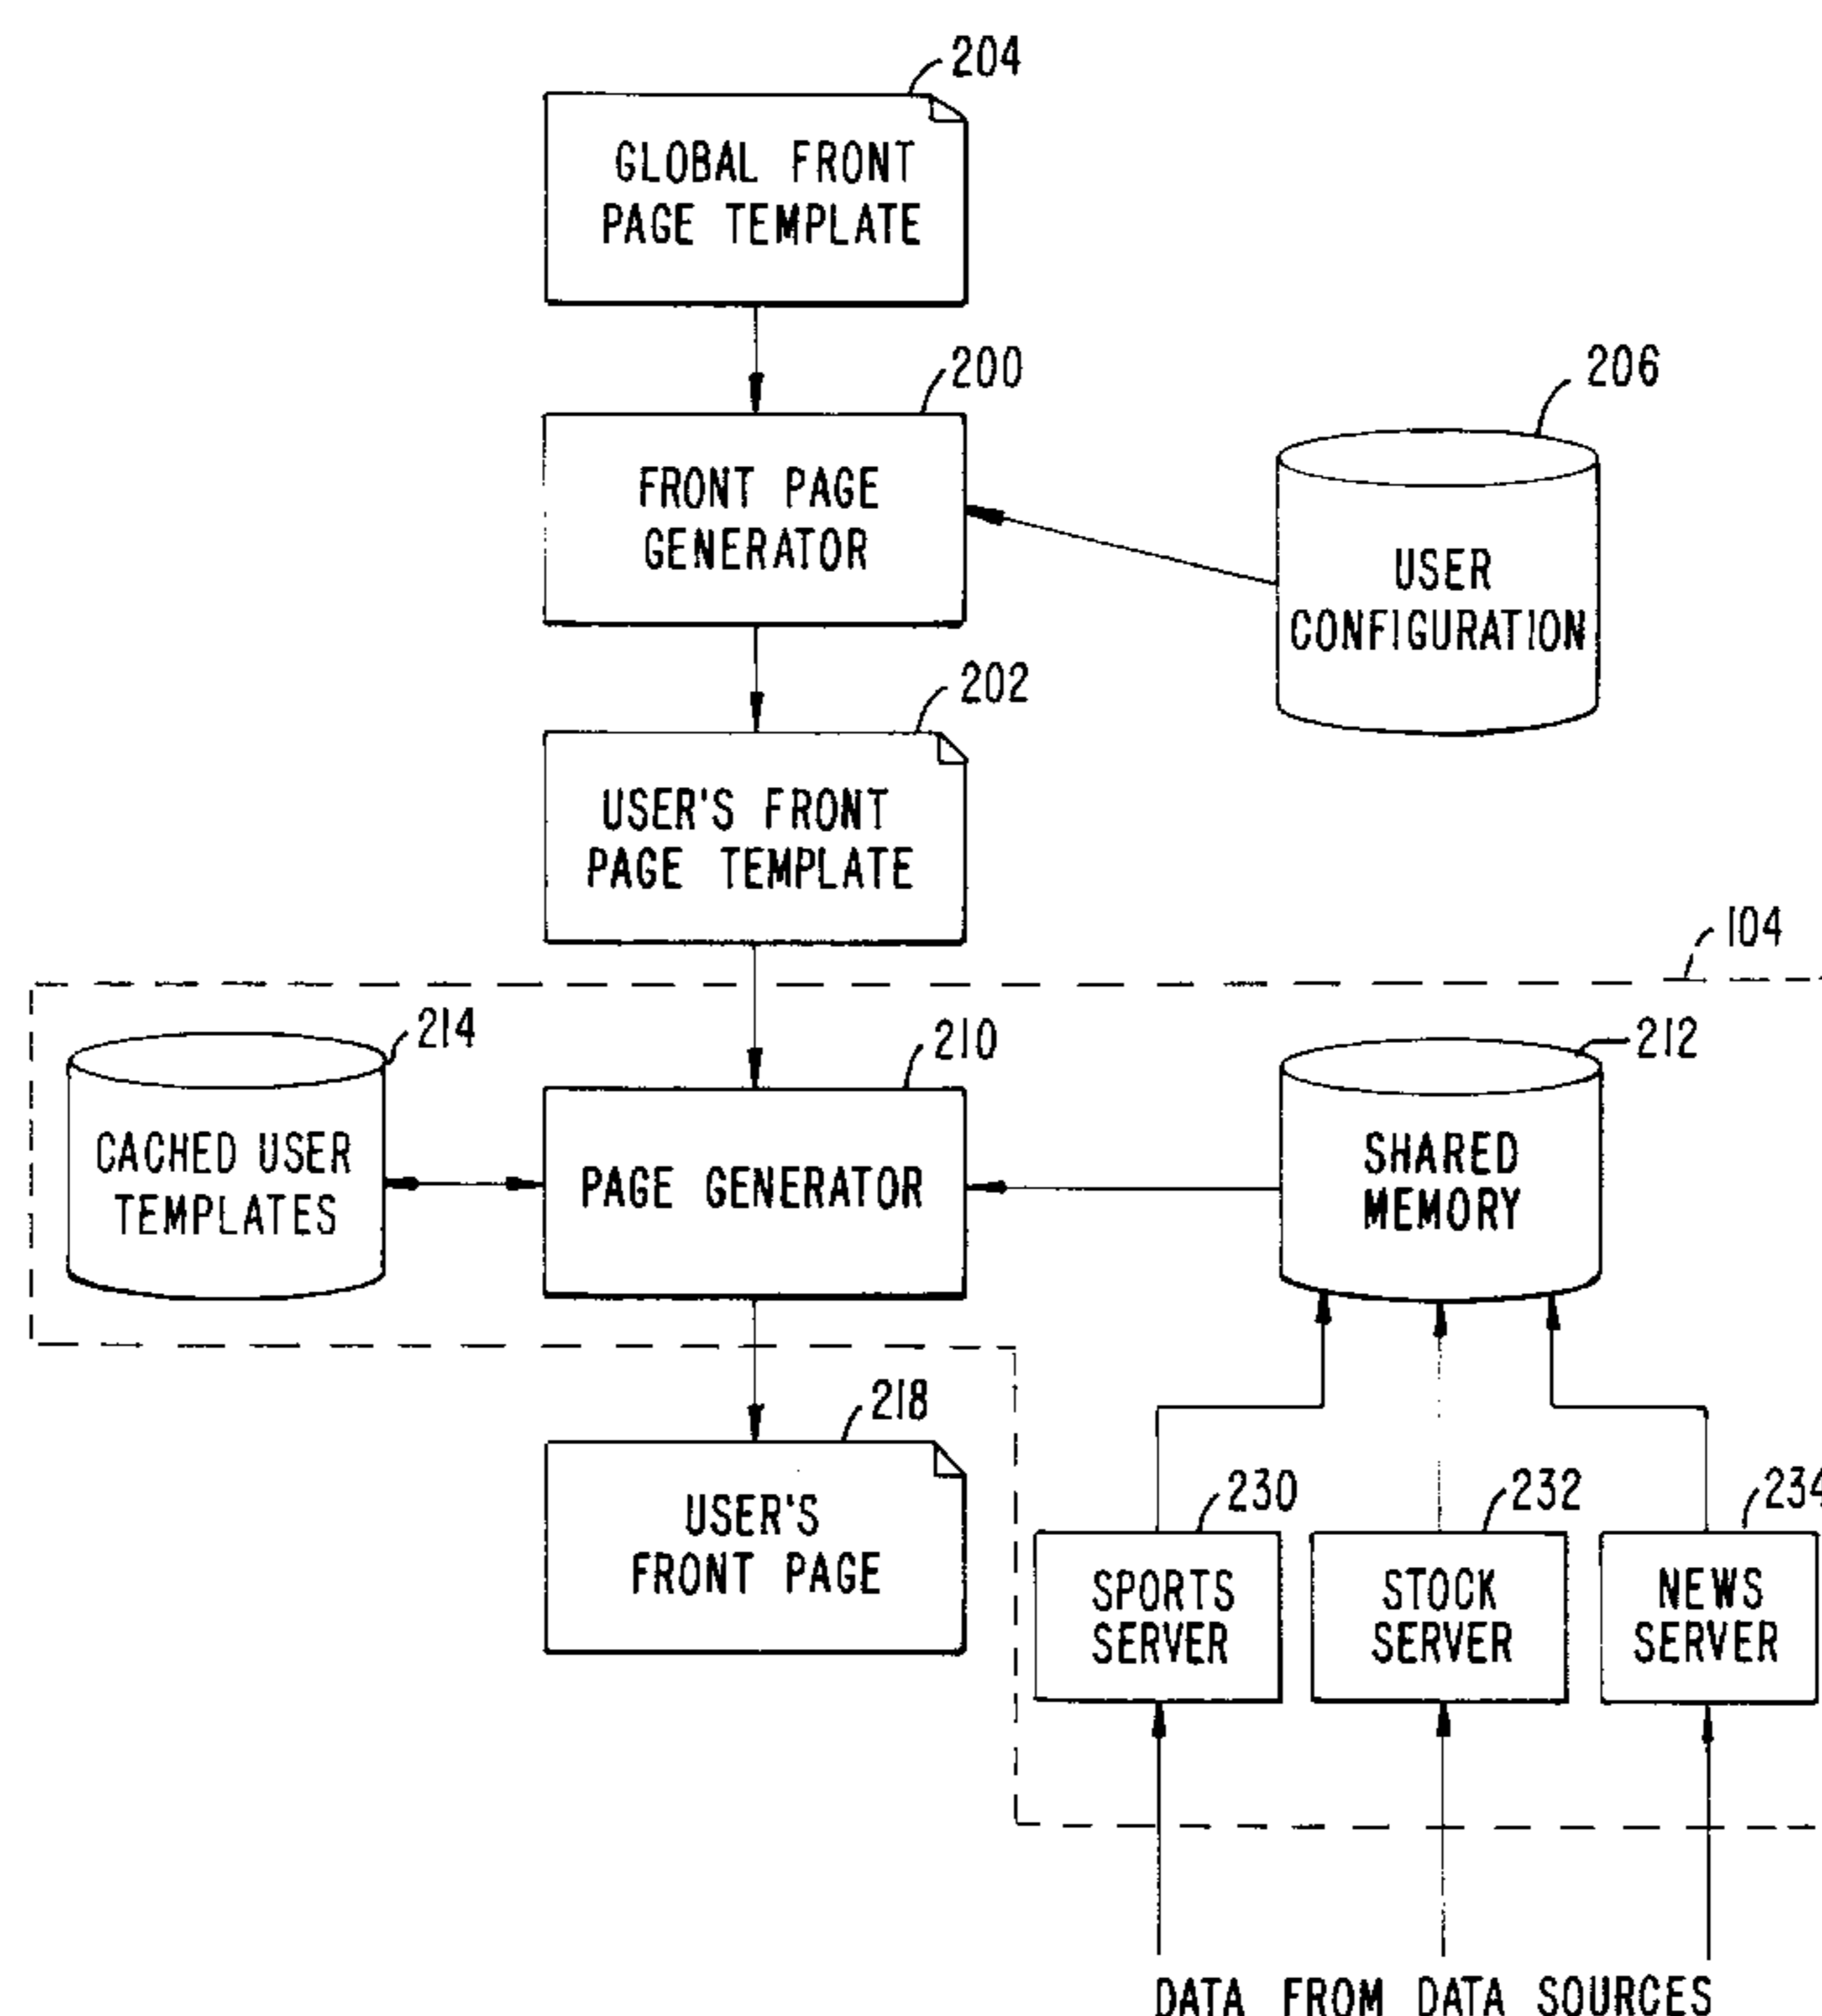 204
GLOBAL FRONT
PAGE TEMPLATE
200
FRONT PAGE
GENERATOR
206
USER
CONFIGURATION
202
USER'S FRONT
PAGE TEMPLATE
104
214
CACHED USER
TEMPLATES
210
PAGE GENERATOR
212
SHARED
MEMORY
218
USER'S
FRONT PAGE
230
SPORTS
SERVER
232
STOCK
SERVER
234
NEWS
SERVER
DATA FROM DATA SOURCES